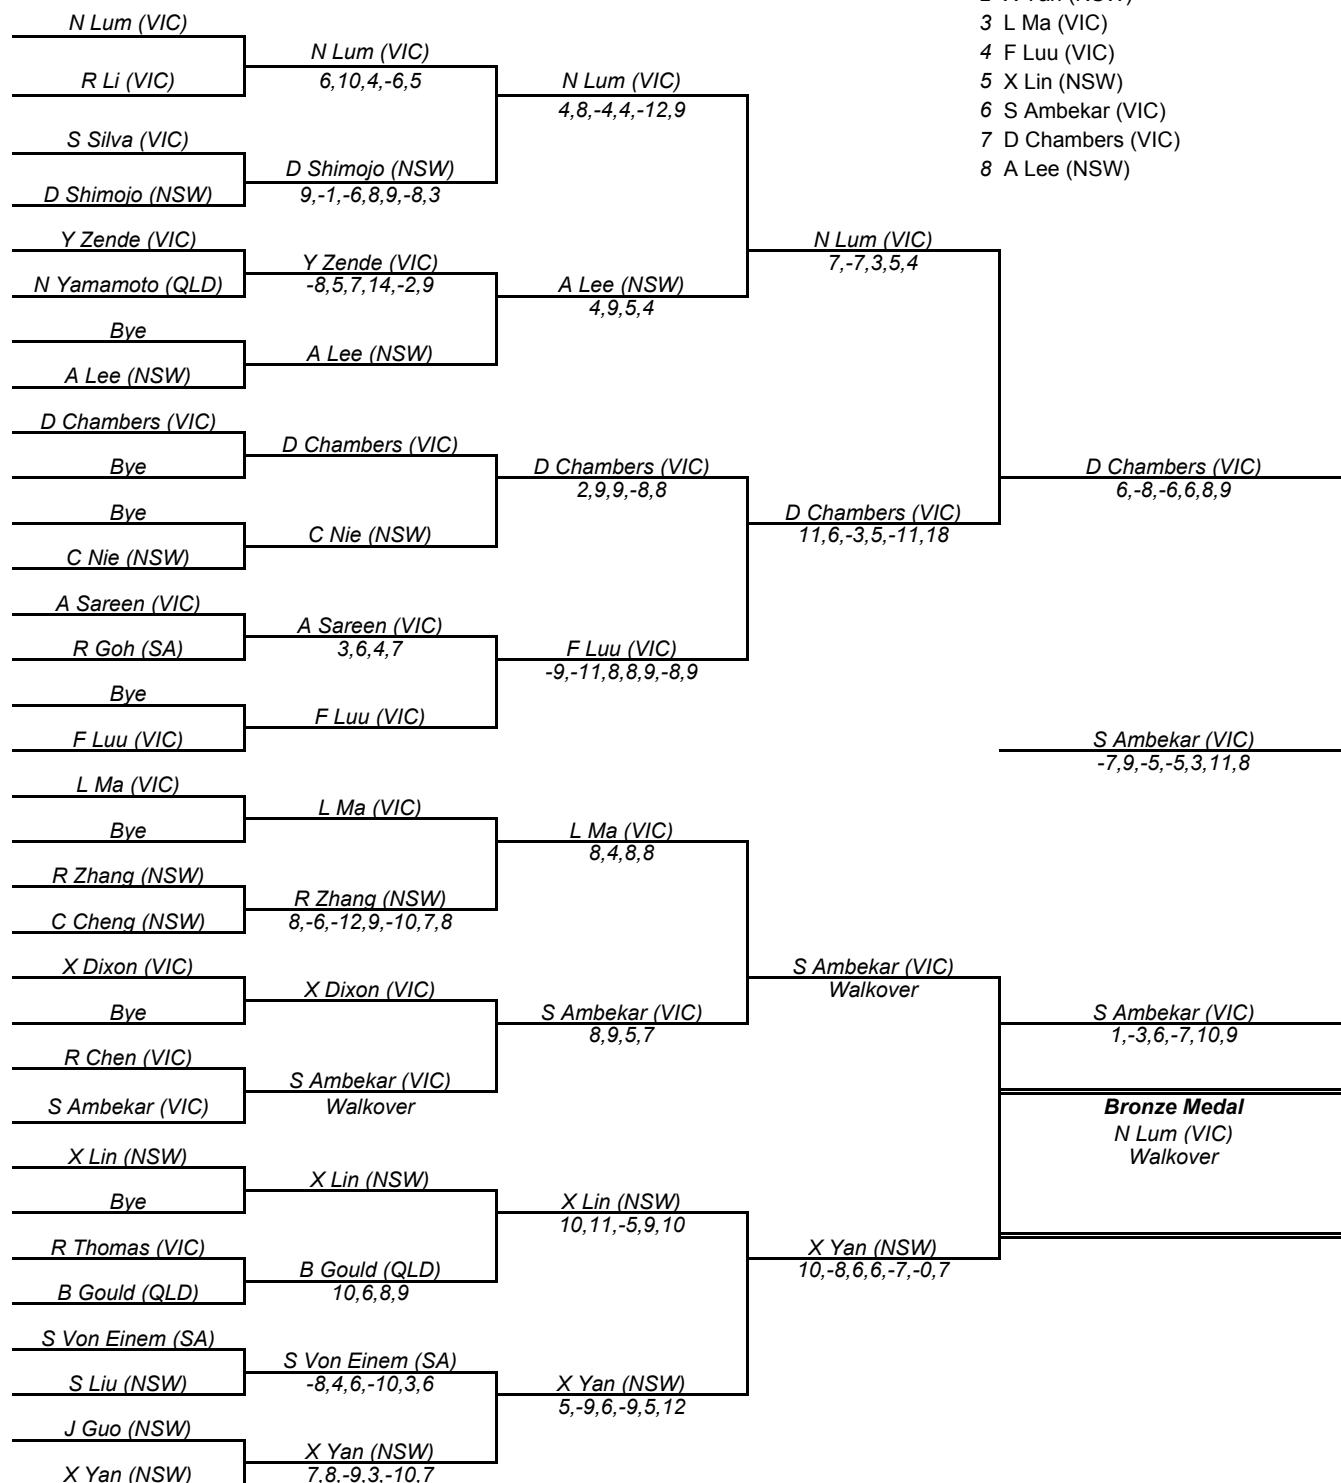 N Lum (VIC)
R Li (VIC)
S Silva (VIC)
D Shimojo (NSW)
Y Zende (VIC)
N Yamamoto (QLD)
Bye
A Lee (NSW)
D Chambers (VIC)
Bye
Bye
C Nie (NSW)
A Sareen (VIC)
R Goh (SA)
Bye
F Luu (VIC)
L Ma (VIC)
Bye
R Zhang (NSW)
C Cheng (NSW)
X Dixon (VIC)
Bye
R Chen (VIC)
S Ambekar (VIC)
X Lin (NSW)
Bye
R Thomas (VIC)
B Gould (QLD)
S Von Einem (SA)
S Liu (NSW)
J Guo (NSW)
X Yan (NSW)
N Lum (VIC)
6,10,4,-6,5
D Shimojo (NSW)
9,-1,-6,8,9,-8,3
Y Zende (VIC)
-8,5,7,14,-2,9
A Lee (NSW)
D Chambers (VIC)
C Nie (NSW)
A Sareen (VIC)
3,6,4,7
F Luu (VIC)
L Ma (VIC)
R Zhang (NSW)
8,-6,-12,9,-10,7,8
X Dixon (VIC)
S Ambekar (VIC)
Walkover
X Lin (NSW)
B Gould (QLD)
10,6,8,9
S Von Einem (SA)
-8,4,6,-10,3,6
X Yan (NSW)
7,8,-9,3,-10,7
N Lum (VIC)
4,8,-4,4,-12,9
A Lee (NSW)
4,9,5,4
D Chambers (VIC)
2,9,9,-8,8
F Luu (VIC)
-9,-11,8,8,9,-8,9
L Ma (VIC)
8,4,8,8
S Ambekar (VIC)
8,9,5,7
X Lin (NSW)
10,11,-5,9,10
X Yan (NSW)
5,-9,6,-9,5,12
N Lum (VIC)
7,-7,3,5,4
D Chambers (VIC)
11,6,-3,5,-11,18
S Ambekar (VIC)
Walkover
X Yan (NSW)
10,-8,6,6,-7,-0,7
3 L Ma (VIC)
4 F Luu (VIC)
5 X Lin (NSW)
6 S Ambekar (VIC)
7 D Chambers (VIC)
8 A Lee (NSW)
D Chambers (VIC)
6,-8,-6,6,8,9
S Ambekar (VIC)
-7,9,-5,-5,3,11,8
S Ambekar (VIC)
1,-3,6,-7,10,9
Bronze Medal
N Lum (VIC)
Walkover